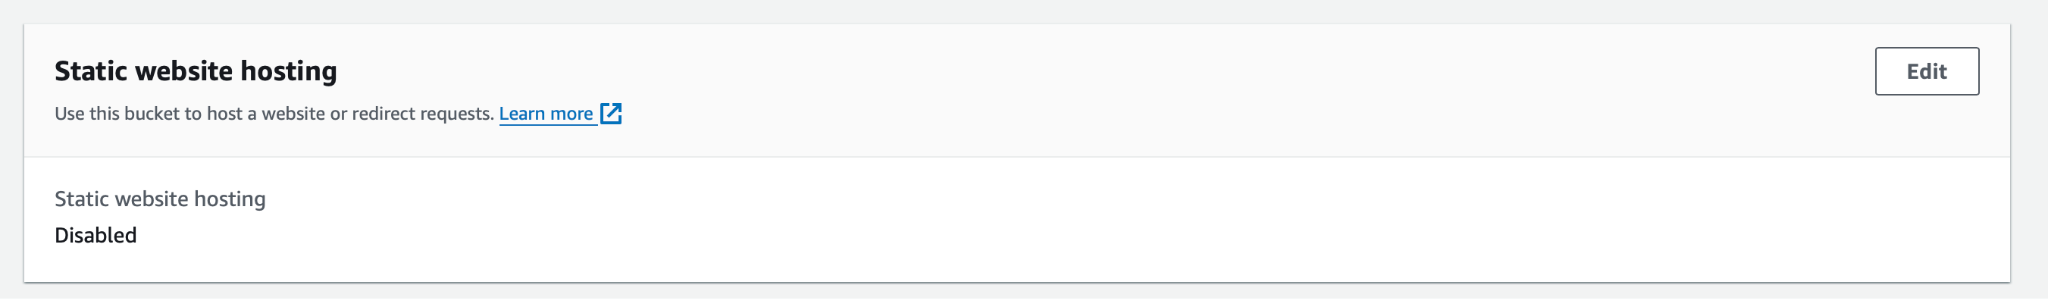 Static website hosting
Edit
Use this bucket to host a website or redirect requests. Learn more
Static website hosting
Disabled